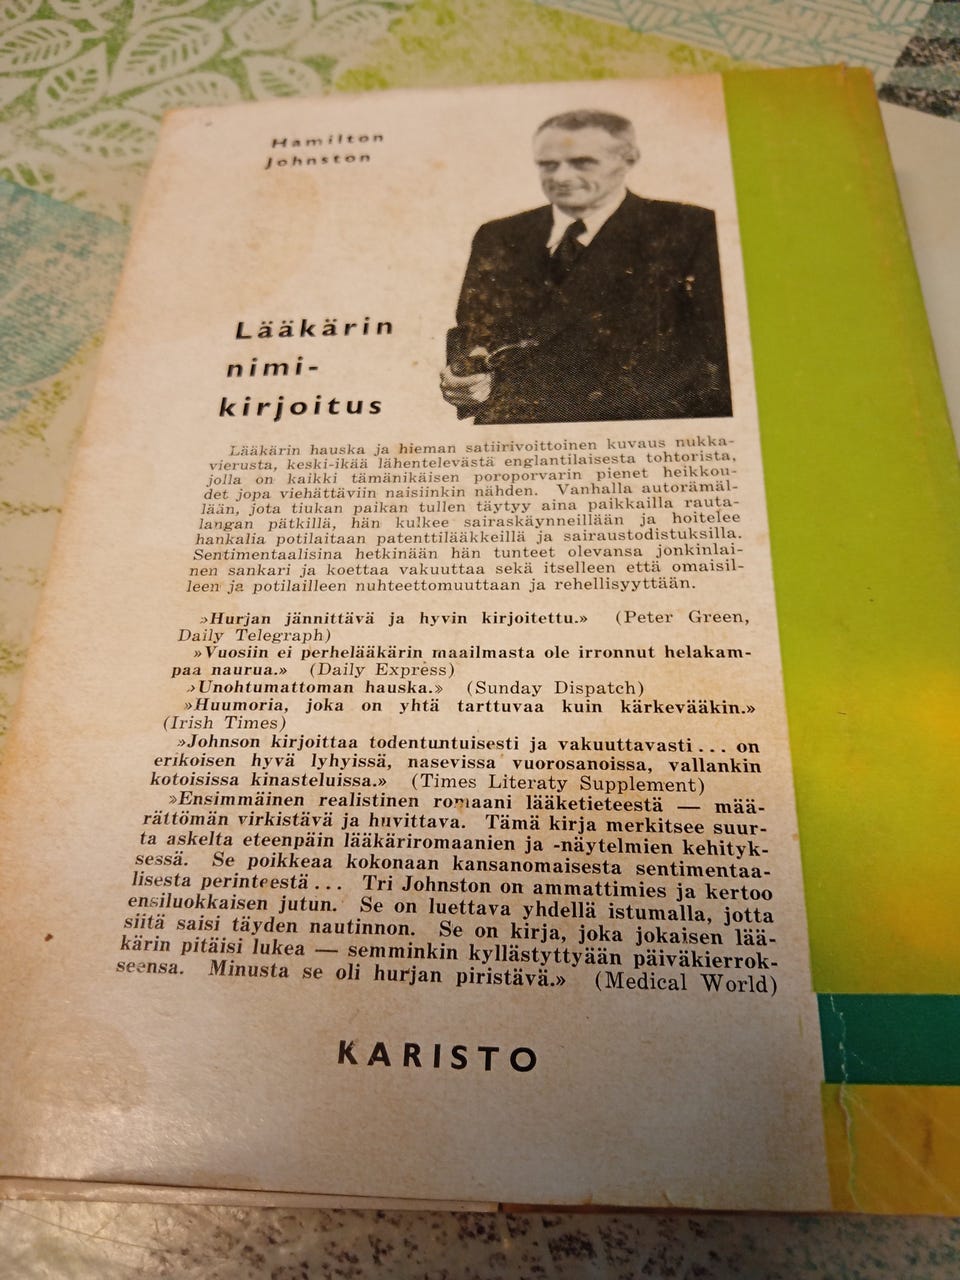 Hamilton
Johnston
Lääkärin
nimi-
kirjoitus
Lääkärin hauska ja hieman satiirivoittoinen kuvaus nukka-
vierusta, keski-ikää lähentelevästä englantilaisesta tohtorista,
jolla on kaikki tämänikäisen poroporvarin pienet heikkou-
det jopa viehättäviin naisiinkin nähden. Vanhalla autorämäl-
lään, jota tiukan paikan tullen täytyy aina paikkailla rauta-
langan pätkillä, hän kulkee sairaskäynneillään ja hoitelee
hankalia potilaitaan patenttilääkkeillä ja sairaustodistuksilla.
Sentimentaalisina hetkinään hän tunteet olevansa jonkinlai-
nen sankari ja koettaa vakuuttaa sekä itselleen että omaisil-
leen ja potilailleen nuhteettomuuttaan ja rehellisyyttään.
»Hurjan jännittävä ja hyvin kirjoitettu.» (Peter Green,
Daily Telegraph)
»Vuosiin ei perhelääkärin maailmasta ole irronnut helakam-
paa naurua.» (Daily Express)
»Unohtumattoman hauska.» (Sunday Dispatch)
»Huumoria, joka on yhtä tarttuvaa kuin kärkevääkin.»
(Irish Times)
»Johnson kirjoittaa todentuntuisesti ja vakuuttavasti... on
erikoisen hyvä lyhyissä, nasevissa vuorosanoissa, vallankin
kotoisissa kinasteluissa.» (Times Literaty Supplement)
»Ensimmäinen realistinen romaani lääketieteestä — mää-
rättömän virkistävä ja huvittava. Tämä kirja merkitsee suur-
ta askelta eteenpäin lääkäriromaanien ja -näytelmien kehityk-
sessä. Se poikkeaa kokonaan kansanomaisesta sentimentaa-
lisesta perinteestä... Tri Johnston on ammattimies ja kertoo
ensiluokkaisen jutun. Se on luettava yhdellä istumalla, jotta
siitä saisi täyden nautinnon. Se on kirja, joka jokaisen lää-
kärin pitäisi lukea — semminkin kyllästyttyään päiväkierrok-
seensa. Minusta se oli hurjan piristävä.» (Medical World)
KARISTO